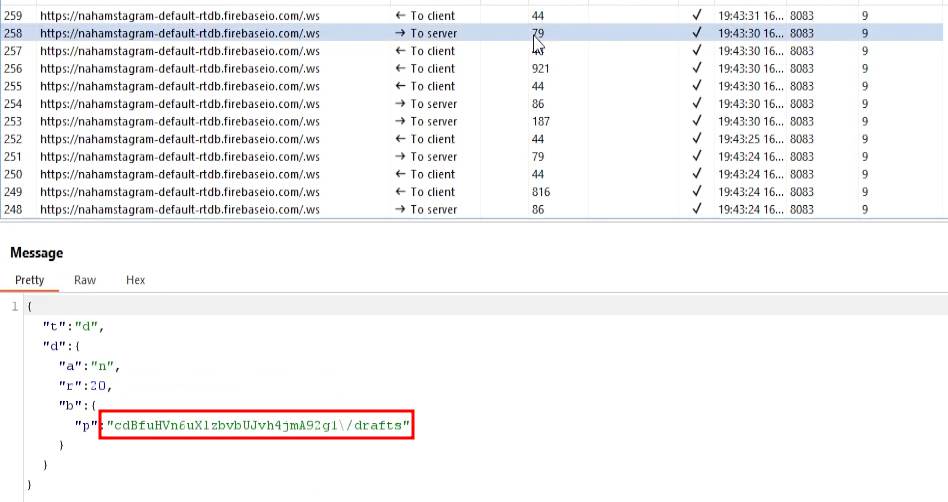 259 https://nahamstagram-default-rtdb.firebaseio.com/.ws ← To client 44 ✓ 19:43:31 16... 8083 9
258 https://nahamstagram-default-rtdb.firebaseio.com/.ws → To server 79 ✓ 19:43:30 16... 8083 9
257 https://nahamstagram-default-rtdb.firebaseio.com/.ws ← To client ✓ 19:43:30 16... 8083 9
256 https://nahamstagram-default-rtdb.firebaseio.com/.ws ← To client 921 ✓ 19:43:30 16... 8083 9
255 https://nahamstagram-default-rtdb.firebaseio.com/.ws ← To client 44 ✓ 19:43:30 16... 8083 9
254 https://nahamstagram-default-rtdb.firebaseio.com/.ws → To server 86 ✓ 19:43:30 16... 8083 9
253 https://nahamstagram-default-rtdb.firebaseio.com/.ws → To server 187 ✓ 19:43:30 16... 8083 9
252 https://nahamstagram-default-rtdb.firebaseio.com/.ws ← To client 44 ✓ 19:43:25 16... 8083 9
251 https://nahamstagram-default-rtdb.firebaseio.com/.ws → To server 79 ✓ 19:43:24 16... 8083 9
250 https://nahamstagram-default-rtdb.firebaseio.com/.ws ← To client 44 ✓ 19:43:24 16... 8083 9
249 https://nahamstagram-default-rtdb.firebaseio.com/.ws ← To client 816 ✓ 19:43:24 16... 8083 9
248 https://nahamstagram-default-rtdb.firebaseio.com/.ws → To server 86 ✓ 19:43:24 16... 8083 9
Message
Pretty Raw Hex
1 {
"t":"d",
"d":{
"a":"n",
"r":20,
"b":{
"p":"cdBfuHVn6uXlzbvbUJvh4jmA92g1\/drafts"
}
}
}